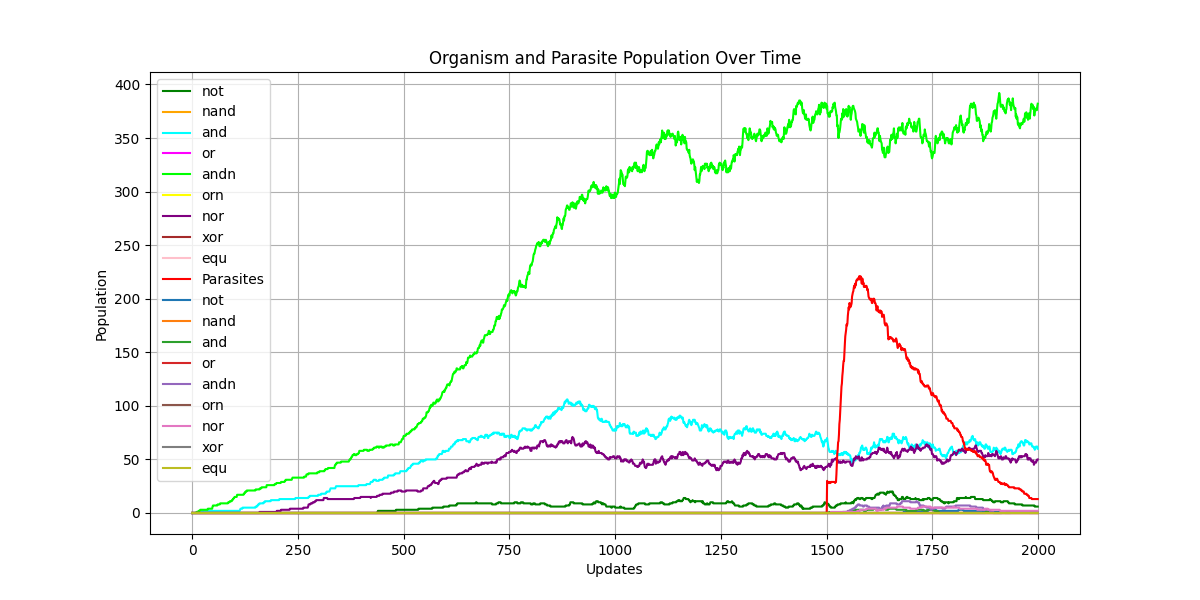 Organism and Parasite Population Over Time
400
350
300
250
200
150
100
50
0
Population
not
nand
and
or
andn
orn
nor
xor
equ
Parasites
not
nand
and
or
andn
orn
nor
xor
equ
0 250 500 750 1000 1250 1500 1750 2000
Updates